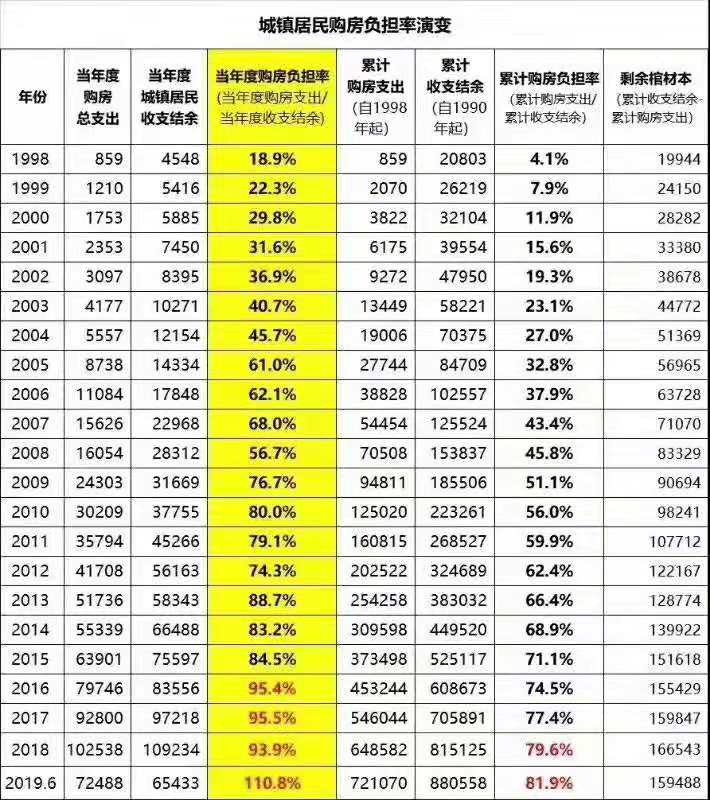 城镇居民购房负担率演变
年份 当年度购房总支出 当年度城镇居民收支结余 当年度购房负担率(当年度购房支出/当年度收支结余) 累计购房支出(自1998年起) 累计收支结余(自1990年起) 累计购房负担率(累计购房支出/累计收支结余) 剩余棺材本(累计收支结余-累计购房支出)
1998 859 4548 18.9% 859 20803 4.1% 19944
1999 1210 5416 22.3% 2070 26219 7.9% 24150
2000 1753 5885 29.8% 3822 32104 11.9% 28282
2001 2353 7450 31.6% 6175 39554 15.6% 33380
2002 3097 8395 36.9% 9272 47950 19.3% 38678
2003 4177 10271 40.7% 13449 58221 23.1% 44772
2004 5557 12154 45.7% 19006 70375 27.0% 51369
2005 8738 14334 61.0% 27744 84709 32.8% 56965
2006 11084 17848 62.1% 38828 102557 37.9% 63728
2007 15626 22968 68.0% 54454 125524 43.4% 71070
2008 16054 28312 56.7% 70508 153837 45.8% 83329
2009 24303 31669 76.7% 94811 185506 51.1% 90694
2010 30209 37755 80.0% 125020 223261 56.0% 98241
2011 35794 45266 79.1% 160815 268527 59.9% 107712
2012 41708 56163 74.3% 202522 324689 62.4% 122167
2013 51736 58343 88.7% 254258 383032 66.4% 128774
2014 55339 66488 83.2% 309598 449520 68.9% 139922
2015 63901 75597 84.5% 373498 525117 71.1% 151618
2016 79746 83556 95.4% 453244 608673 74.5% 155429
2017 92800 97218 95.5% 546044 705891 77.4% 159847
2018 102538 109234 93.9% 648582 815125 79.6% 166543
2019.6 72488 65433 110.8% 721070 880558 81.9% 159488